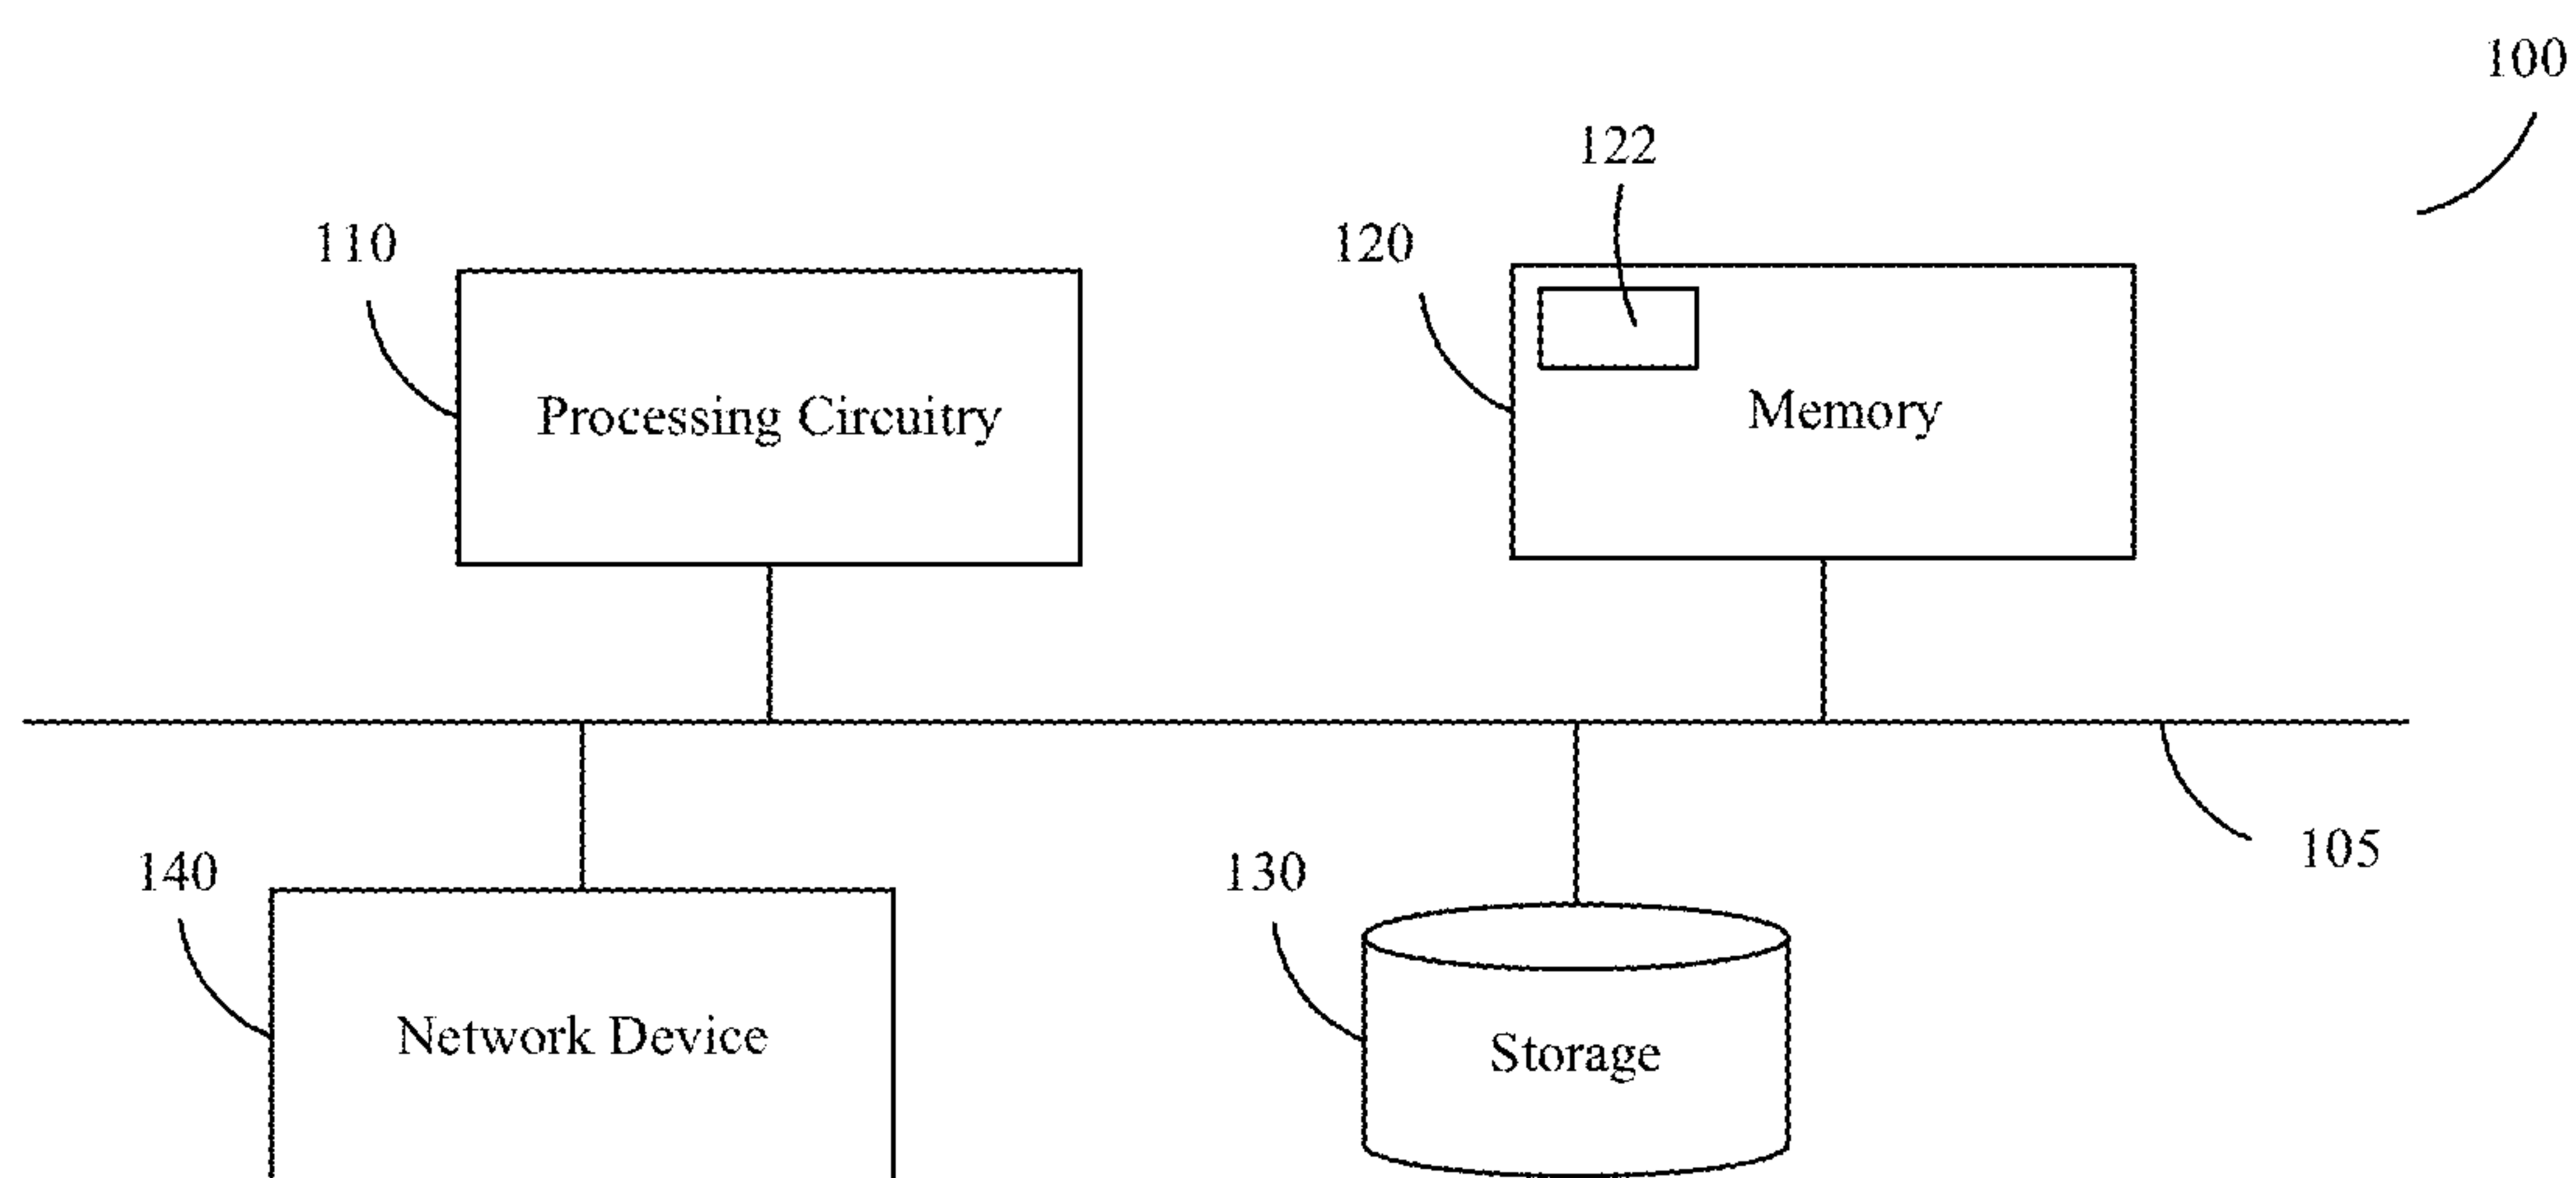 100
122
110
120
Processing Circuitry
Memory
105
140
130
Network Device
Storage